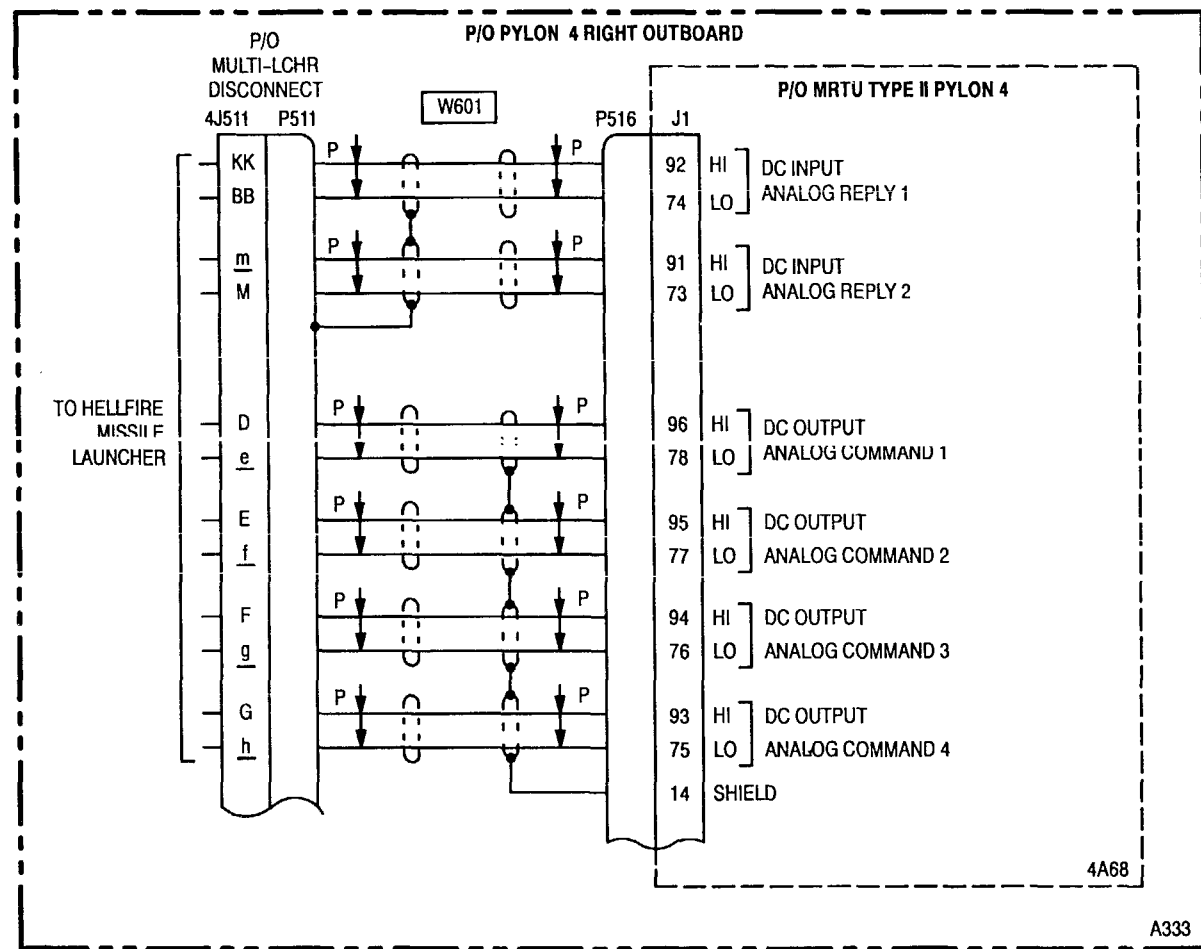 P/O PYLON 4 RIGHT OUTBOARD
P/O
MULTI-LCHR
DISCONNECT
4J511 P511
W601
P/O MRTU TYPE II PYLON 4
P516 J1
KK P P 92 HI DC INPUT
BB 74 LO ANALOG REPLY 1
m P P 91 HI DC INPUT
M 73 LO ANALOG REPLY 2
TO HELLFIRE
MISSILE
LAUNCHER
D P P 96 HI DC OUTPUT
e 78 LO ANALOG COMMAND 1
E P P 95 HI DC OUTPUT
f 77 LO ANALOG COMMAND 2
F P P 94 HI DC OUTPUT
g 76 LO ANALOG COMMAND 3
G P P 93 HI DC OUTPUT
h 75 LO ANALOG COMMAND 4
14 SHIELD
4A68
A333